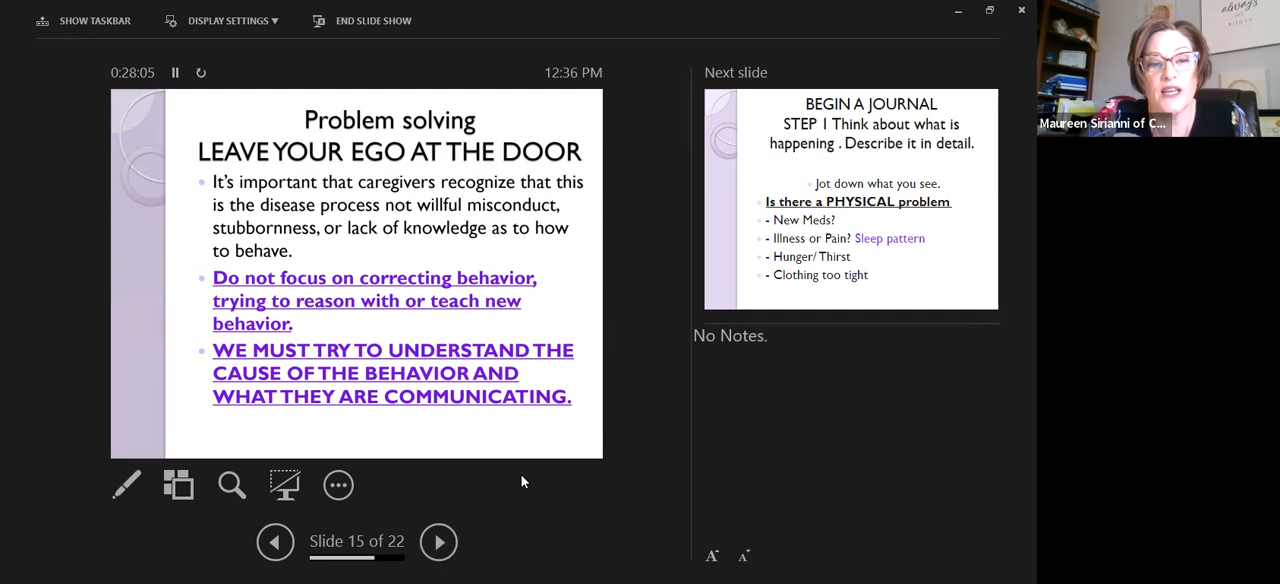 SHOW TASKBAR
DISPLAY SETTINGS ▼
END SLIDE SHOW
always
0:28:05
12:36 PM
Next slide
Problem solving
LEAVE YOUR EGO AT THE DOOR
• It's important that caregivers recognize that this
is the disease process not willful misconduct,
stubbornness, or lack of knowledge as to how
to behave.
• Do not focus on correcting behavior,
trying to reason with or teach new
behavior.
• WE MUST TRY TO UNDERSTAND THE
CAUSE OF THE BEHAVIOR AND
WHAT THEY ARE COMMUNICATING.
BEGIN A JOURNAL
STEP I Think about what is
happening . Describe it in detail.
• Jot down what you see.
• Is there a PHYSICAL problem
• - New Meds?
• - Illness or Pain? Sleep pattern
• - Hunger/ Thirst
• - Clothing too tight
Maureen Sirianni of C...
No Notes.
Slide 15 of 22
A A